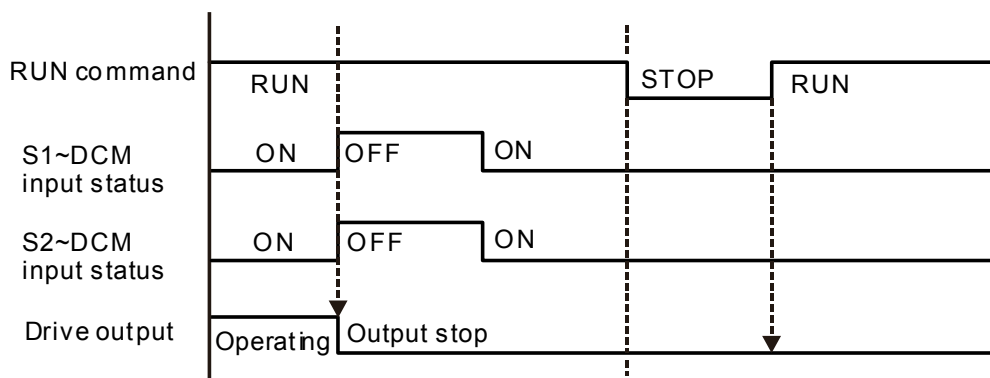 RUN command
RUN
STOP
RUN
S1~DCM
input status
ON
OFF
ON
S2~DCM
input status
ON
OFF
ON
Drive output
Operating
Output stop